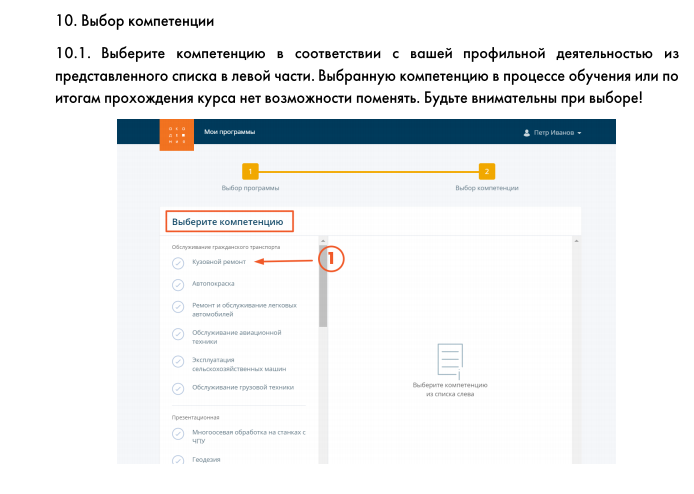 10. Выбор компетенции
10.1. Выберите компетенцию в соответствии с вашей профильной деятельностью из
представленного списка в левой части. Выбранную компетенцию в процессе обучения или по
итогам прохождения курса нет возможности поменять. Будьте внимательны при выборе!
Мои программы
Петр Иванов
1
2
Выбор программы
Выбор компетенции
Выберите компетенцию
Обслуживание гражданского транспорта
Кузовной ремонт
1
Автопокраска
Ремонт и обслуживание легковых
автомобилей
Обслуживание авиационной
техники
Эксплуатация
сельскохозяйственных машин
Обслуживание грузовой техники
Выберите компетенцию
из списка слева
Презентационная
Многоосевая обработка на станках с
ЧПУ
Геодезия